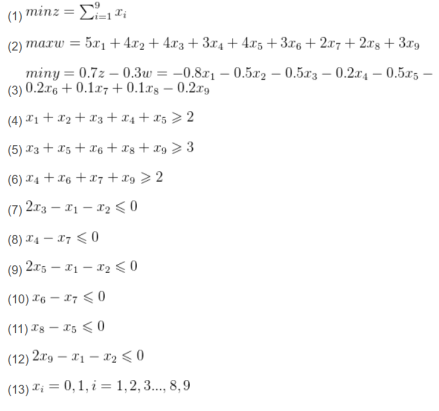 (1) min z = ∑_{i=1}^{9} x_i
(2) max w = 5x_1 + 4x_2 + 4x_3 + 3x_4 + 4x_5 + 3x_6 + 2x_7 + 2x_8 + 3x_9
min y = 0.7z − 0.3w = −0.8x_1 − 0.5x_2 − 0.5x_3 − 0.2x_4 − 0.5x_5 −
(3) 0.2x_6 + 0.1x_7 + 0.1x_8 − 0.2x_9
(4) x_1 + x_2 + x_3 + x_4 + x_5 ⩾ 2
(5) x_3 + x_5 + x_6 + x_8 + x_9 ⩾ 3
(6) x_4 + x_6 + x_7 + x_9 ⩾ 2
(7) 2x_3 − x_1 − x_2 ⩽ 0
(8) x_4 − x_7 ⩽ 0
(9) 2x_5 − x_1 − x_2 ⩽ 0
(10) x_6 − x_7 ⩽ 0
(11) x_8 − x_5 ⩽ 0
(12) 2x_9 − x_1 − x_2 ⩽ 0
(13) x_i = 0, 1, i = 1, 2, 3..., 8, 9